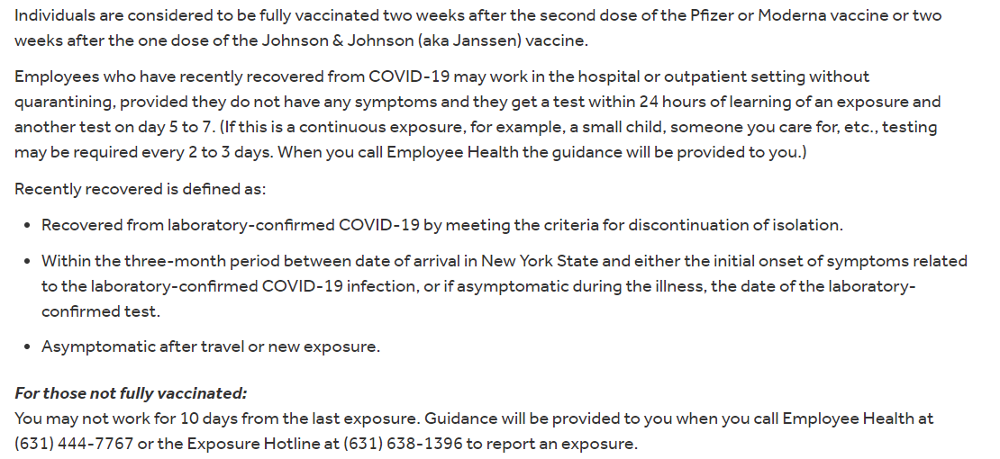 Individuals are considered to be fully vaccinated two weeks after the second dose of the Pfizer or Moderna vaccine or two
weeks after the one dose of the Johnson & Johnson (aka Janssen) vaccine.
Employees who have recently recovered from COVID-19 may work in the hospital or outpatient setting without
quarantining, provided they do not have any symptoms and they get a test within 24 hours of learning of an exposure and
another test on day 5 to 7. (If this is a continuous exposure, for example, a small child, someone you care for, etc., testing
may be required every 2 to 3 days. When you call Employee Health the guidance will be provided to you.)
Recently recovered is defined as:
• Recovered from laboratory-confirmed COVID-19 by meeting the criteria for discontinuation of isolation.
• Within the three-month period between date of arrival in New York State and either the initial onset of symptoms related
to the laboratory-confirmed COVID-19 infection, or if asymptomatic during the illness, the date of the laboratory-
confirmed test.
• Asymptomatic after travel or new exposure.
For those not fully vaccinated:
You may not work for 10 days from the last exposure. Guidance will be provided to you when you call Employee Health at
(631) 444-7767 or the Exposure Hotline at (631) 638-1396 to report an exposure.